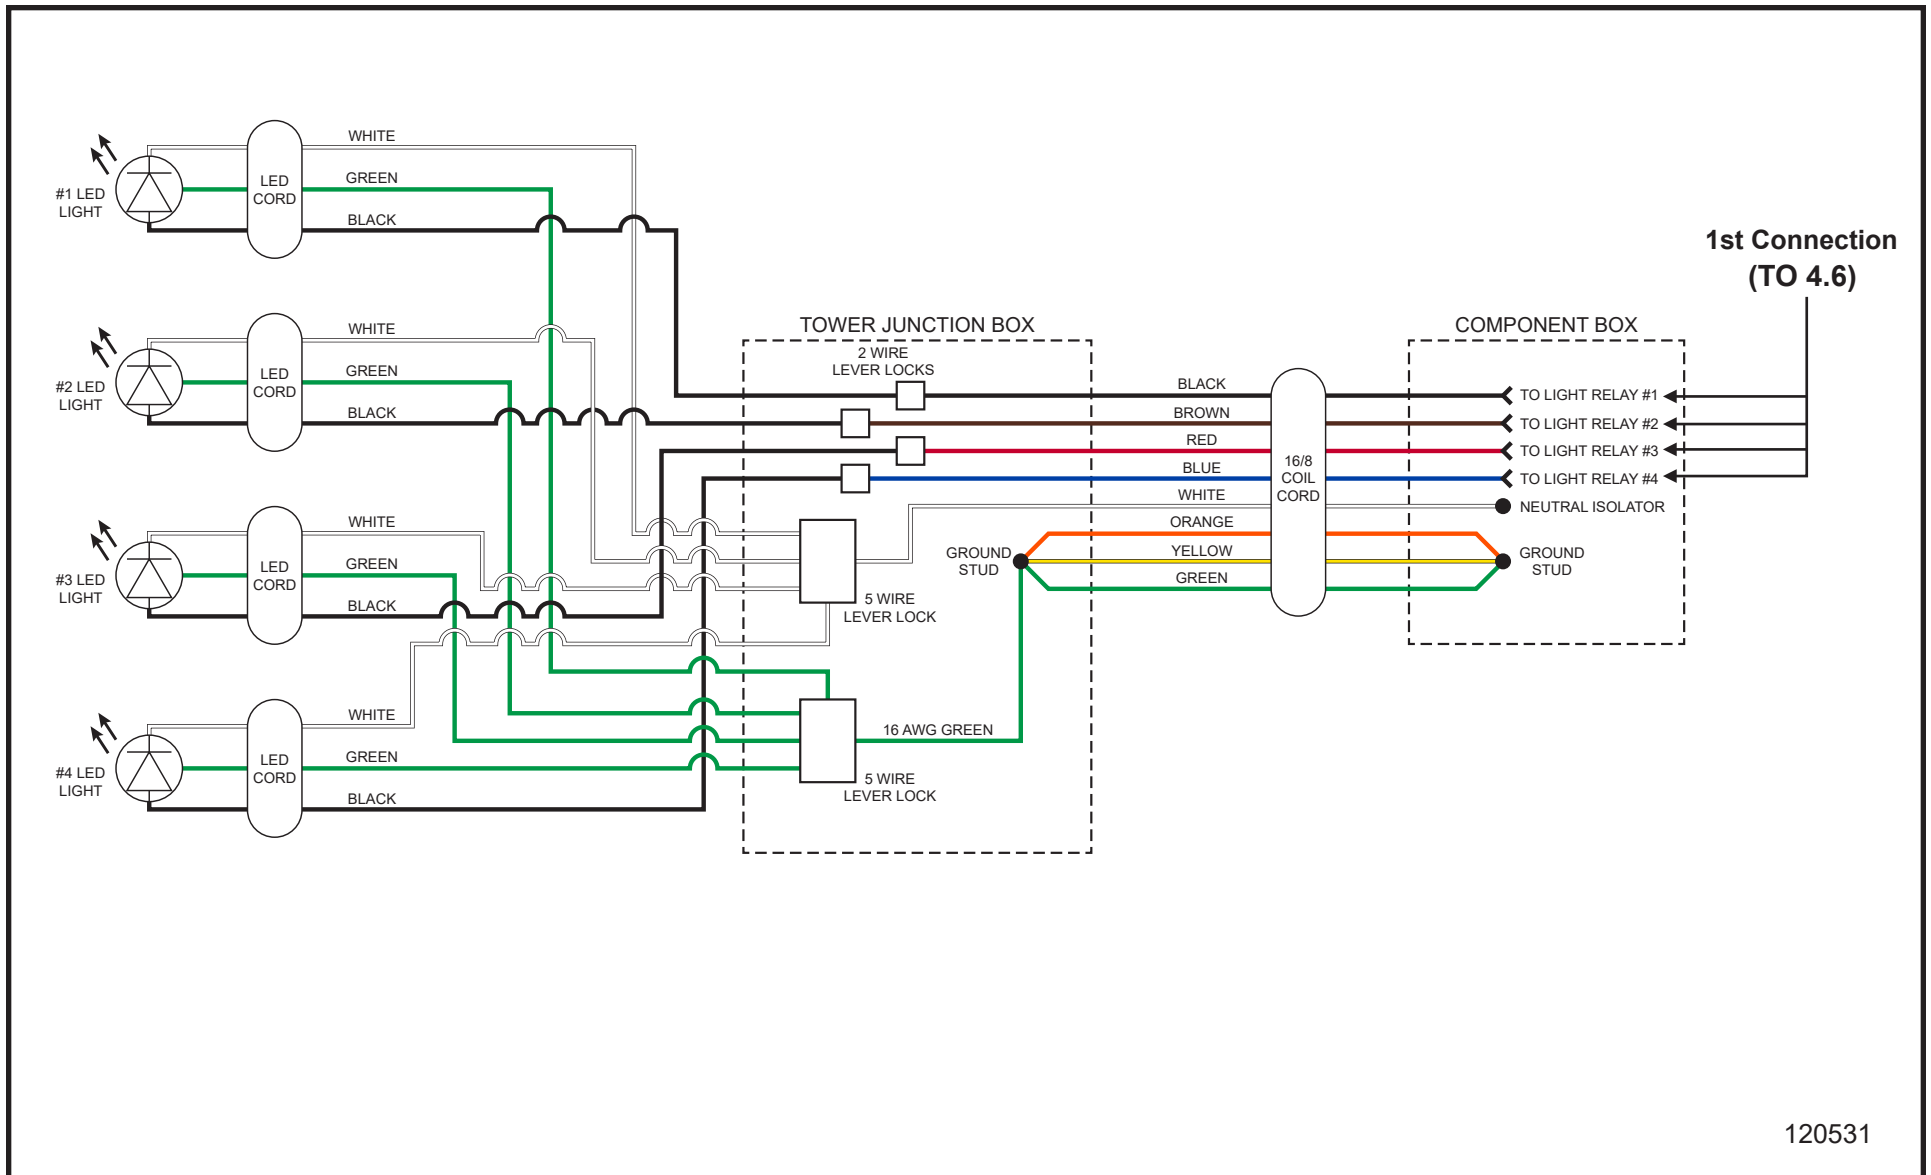 WHITE
GREEN
BLACK
#1 LED
LIGHT
LED
CORD
WHITE
GREEN
BLACK
#2 LED
LIGHT
LED
CORD
WHITE
GREEN
BLACK
#3 LED
LIGHT
LED
CORD
WHITE
GREEN
BLACK
#4 LED
LIGHT
LED
CORD
TOWER JUNCTION BOX
2 WIRE
LEVER LOCKS
5 WIRE
LEVER LOCK
GROUND
STUD
16 AWG GREEN
5 WIRE
LEVER LOCK
BLACK
BROWN
RED
BLUE
WHITE
ORANGE
YELLOW
GREEN
16/8
COIL
CORD
1st Connection
(TO 4.6)
COMPONENT BOX
TO LIGHT RELAY #1
TO LIGHT RELAY #2
TO LIGHT RELAY #3
TO LIGHT RELAY #4
NEUTRAL ISOLATOR
GROUND
STUD
120531